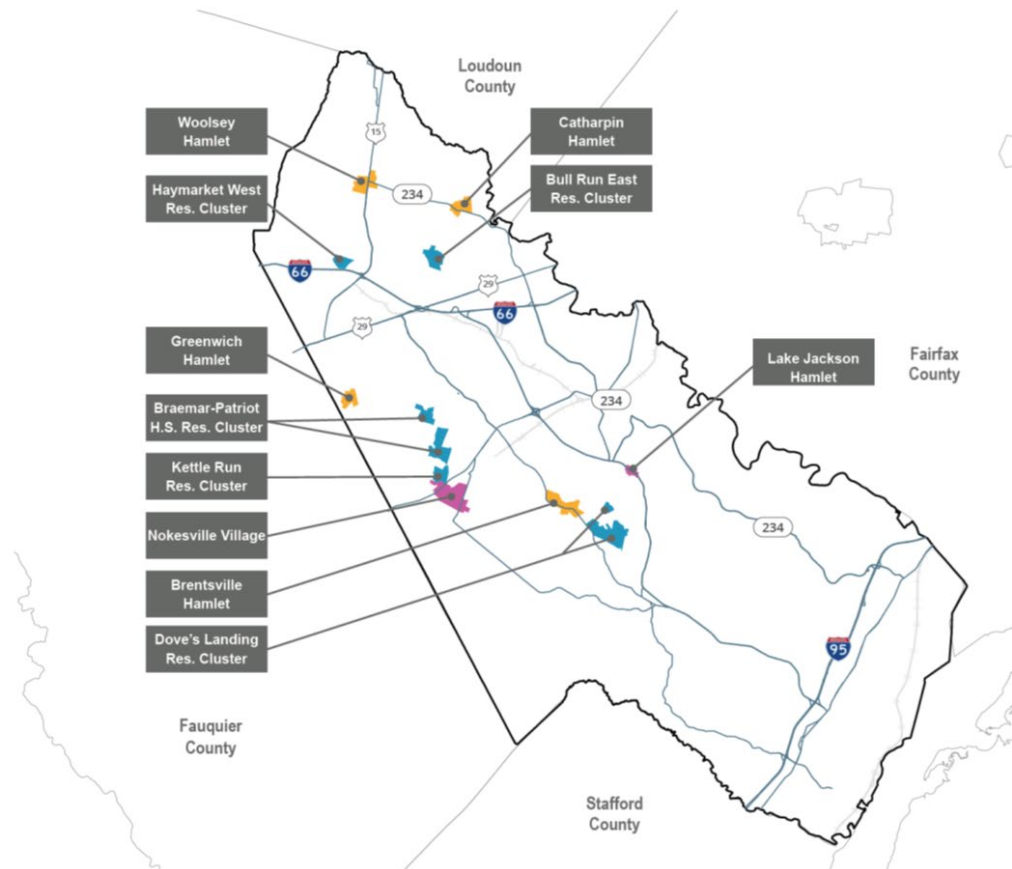 Loudoun
County
Woolsey
Hamlet
Catharpin
Hamlet
15
Haymarket West
Res. Cluster
234
Bull Run East
Res. Cluster
66
29
66
29
Greenwich
Hamlet
Lake Jackson
Hamlet
Fairfax
County
Braemar-Patriot
H.S. Res. Cluster
234
Kettle Run
Res. Cluster
Nokesville Village
234
Brentsville
Hamlet
Dove's Landing
Res. Cluster
95
Fauquier
County
Stafford
County